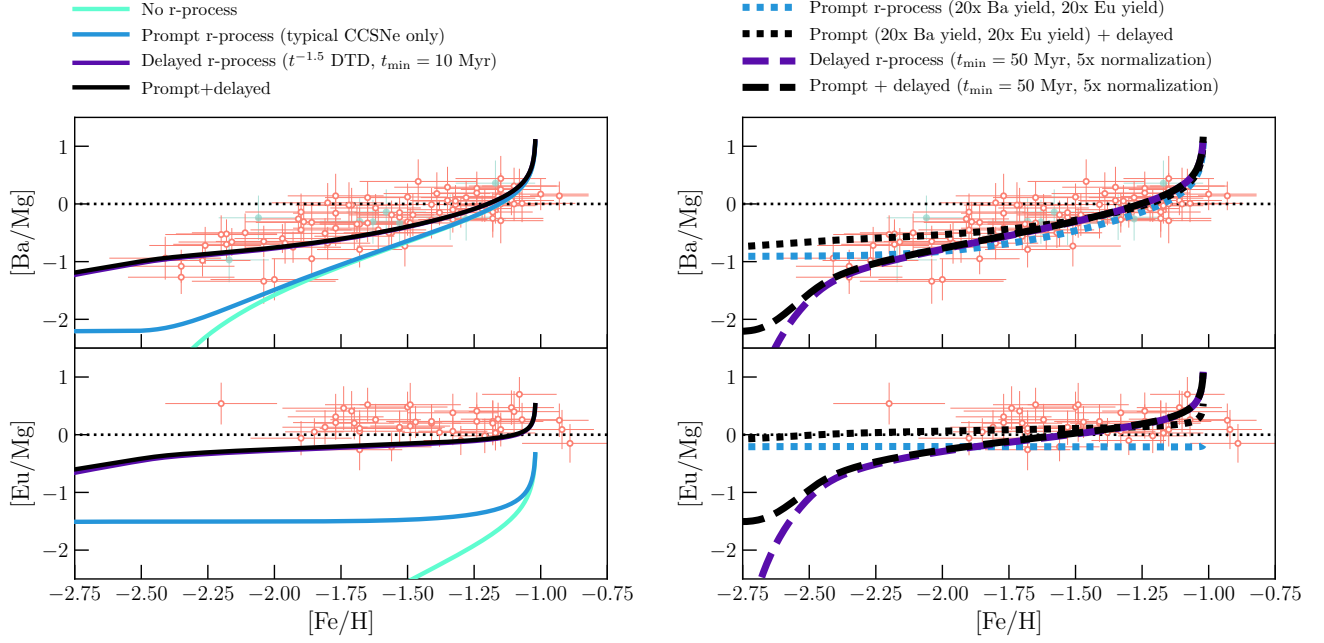 No r-process
Prompt r-process (typical CCSNe only)
Delayed r-process (t⁻¹·⁵ DTD, t_min = 10 Myr)
Prompt+delayed
Prompt r-process (20x Ba yield, 20x Eu yield)
Prompt (20x Ba yield, 20x Eu yield) + delayed
Delayed r-process (t_min = 50 Myr, 5x normalization)
Prompt + delayed (t_min = 50 Myr, 5x normalization)
[Ba/Mg]
1
0
−1
−2
[Eu/Mg]
1
0
−1
−2
−2.75 −2.50 −2.25 −2.00 −1.75 −1.50 −1.25 −1.00 −0.75
[Fe/H]
[Ba/Mg]
1
0
−1
−2
[Eu/Mg]
1
0
−1
−2
−2.75 −2.50 −2.25 −2.00 −1.75 −1.50 −1.25 −1.00 −0.75
[Fe/H]